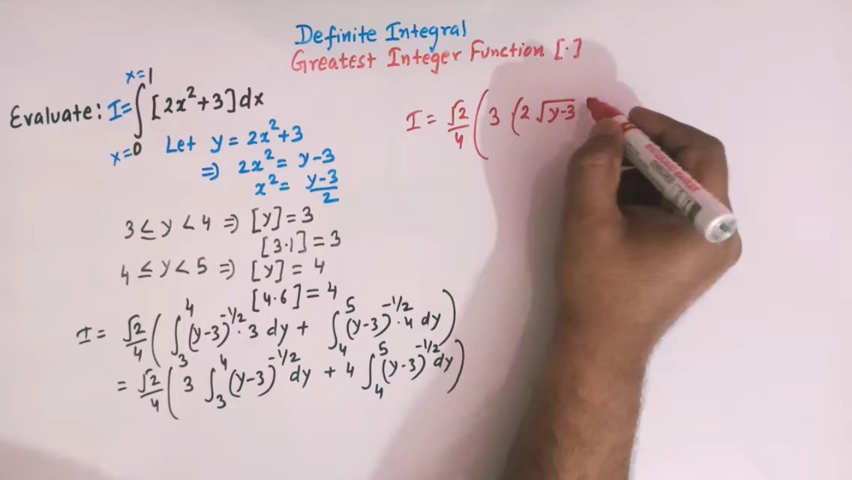 Definite Integral
Greatest Integer Function [·]
Evaluate: I = ∫_{x=0}^{x=1} [2x²+3] dx
Let y = 2x²+3
⇒ 2x² = y-3
x² = (y-3)/2
3 ≤ y < 4 ⇒ [y] = 3
[3.1] = 3
4 ≤ y < 5 ⇒ [y] = 4
[4.6] = 4
I = √2/4 ( ∫_3^4 (y-3)^{-1/2} · 3 dy + ∫_4^5 (y-3)^{-1/2} · 4 dy )
= √2/4 ( 3 ∫_3^4 (y-3)^{-1/2} dy + 4 ∫_4^5 (y-3)^{-1/2} dy )
I = √2/4 ( 3 (2 √(y-3)